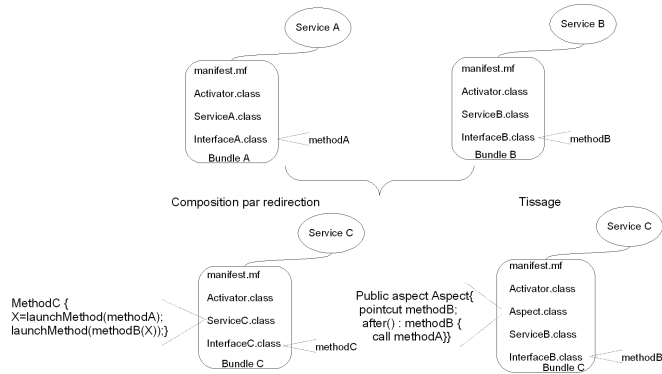 Service A
manifest.mf
Activator.class
ServiceA.class
InterfaceA.class
methodA
Bundle A
Service B
manifest.mf
Activator.class
ServiceB.class
InterfaceB.class
methodB
Bundle B
Composition par redirection
Tissage
Service C
manifest.mf
Activator.class
ServiceC.class
InterfaceC.class
methodC
Bundle C
MethodC {
X=launchMethod(methodA);
launchMethod(methodB(X));}
Service C
manifest.mf
Activator.class
Aspect.class
ServiceB.class
InterfaceB.class
methodB
Bundle C
Public aspect Aspect{
pointcut methodB;
after() : methodB {
call methodA}}